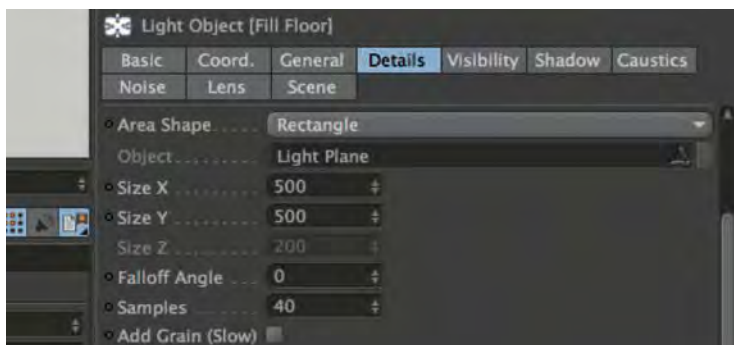 Light Object [Fill Floor]
Basic Coord. General Details Visibility Shadow Caustics
Noise Lens Scene
Area Shape..... Rectangle
Object......... Light Plane
Size X......... 500
Size Y......... 500
Size Z......... 200
Falloff Angle... 0
Samples....... 40
Add Grain (Slow)